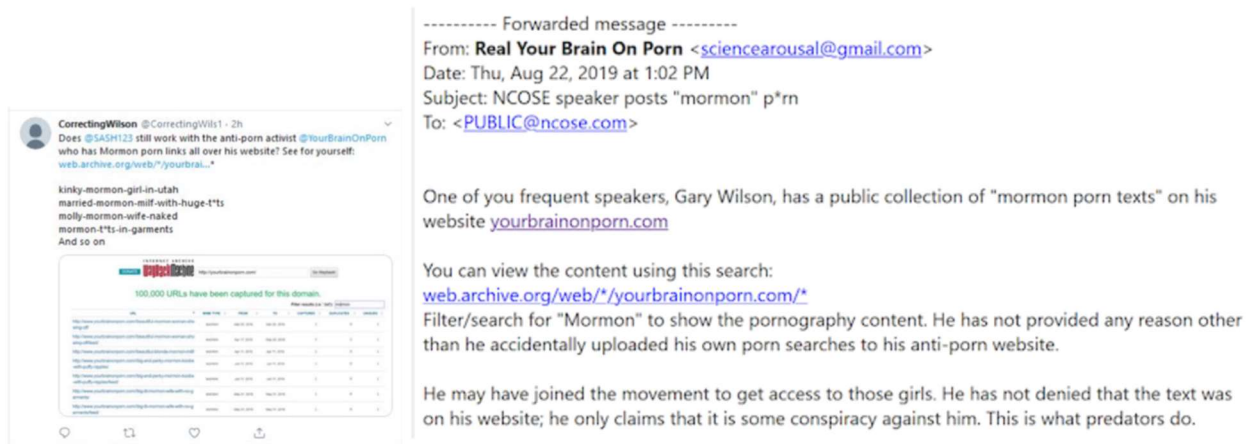 CorrectingWilson @CorrectingWils1 · 2h
Does @SASH123 still work with the anti-porn activist @YourBrainOnPorn
who has Mormon porn links all over his website? See for yourself:
web.archive.org/web/*/yourbrai...*
kinky-mormon-girl-in-utah
married-mormon-milf-with-huge-t*ts
molly-mormon-wife-naked
mormon-t*ts-in-garments
And so on
INTERNET ARCHIVE
WayBackMachine
http://yourbrainonporn.com/
100,000 URLs have been captured for this domain.
---------- Forwarded message ---------
From: Real Your Brain On Porn <sciencearousal@gmail.com>
Date: Thu, Aug 22, 2019 at 1:02 PM
Subject: NCOSE speaker posts "mormon" p*rn
To: <PUBLIC@ncose.com>
One of you frequent speakers, Gary Wilson, has a public collection of "mormon porn texts" on his
website yourbrainonporn.com
You can view the content using this search:
web.archive.org/web/*/yourbrainonporn.com/*
Filter/search for "Mormon" to show the pornography content. He has not provided any reason other
than he accidentally uploaded his own porn searches to his anti-porn website.
He may have joined the movement to get access to those girls. He has not denied that the text was
on his website; he only claims that it is some conspiracy against him. This is what predators do.